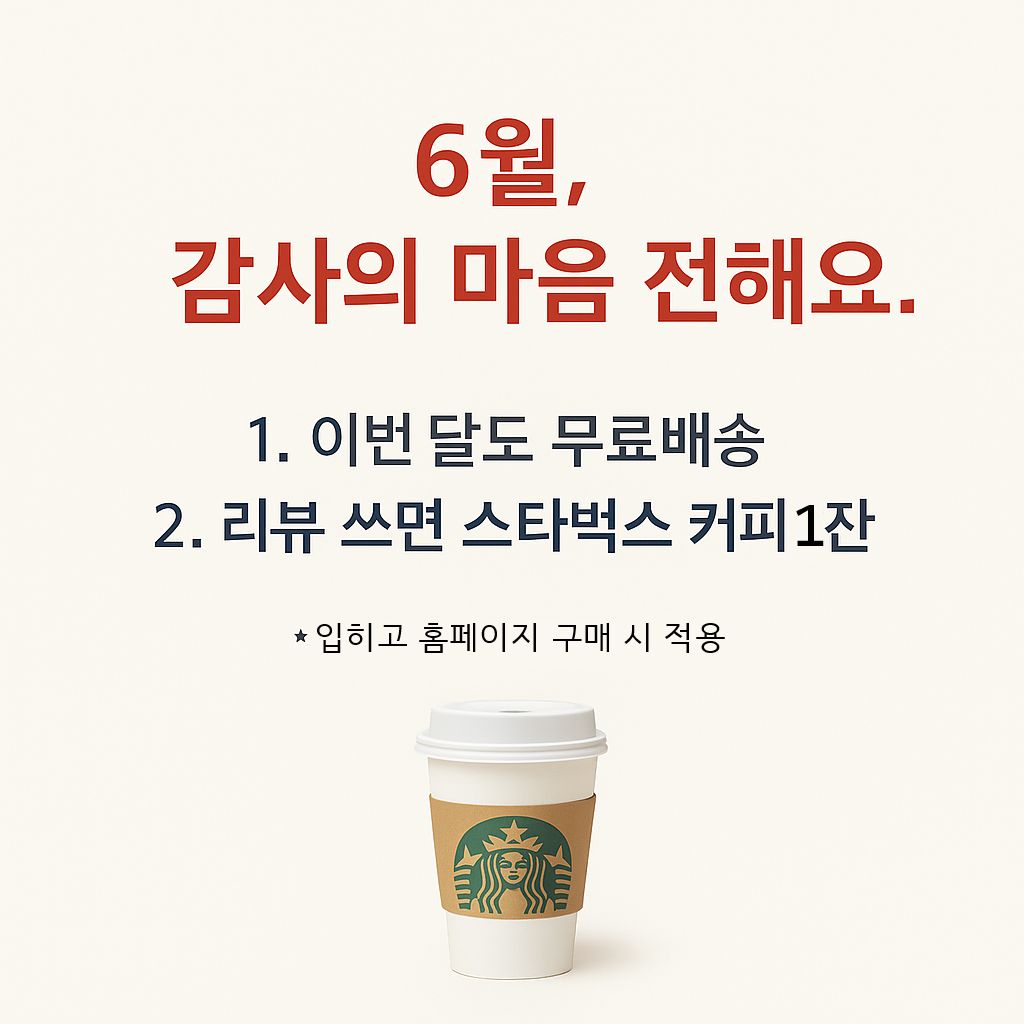 6월,
감사의 마음 전해요.
1. 이번 달도 무료배송
2. 리뷰 쓰면 스타벅스 커피1잔
★입히고 홈페이지 구매 시 적용